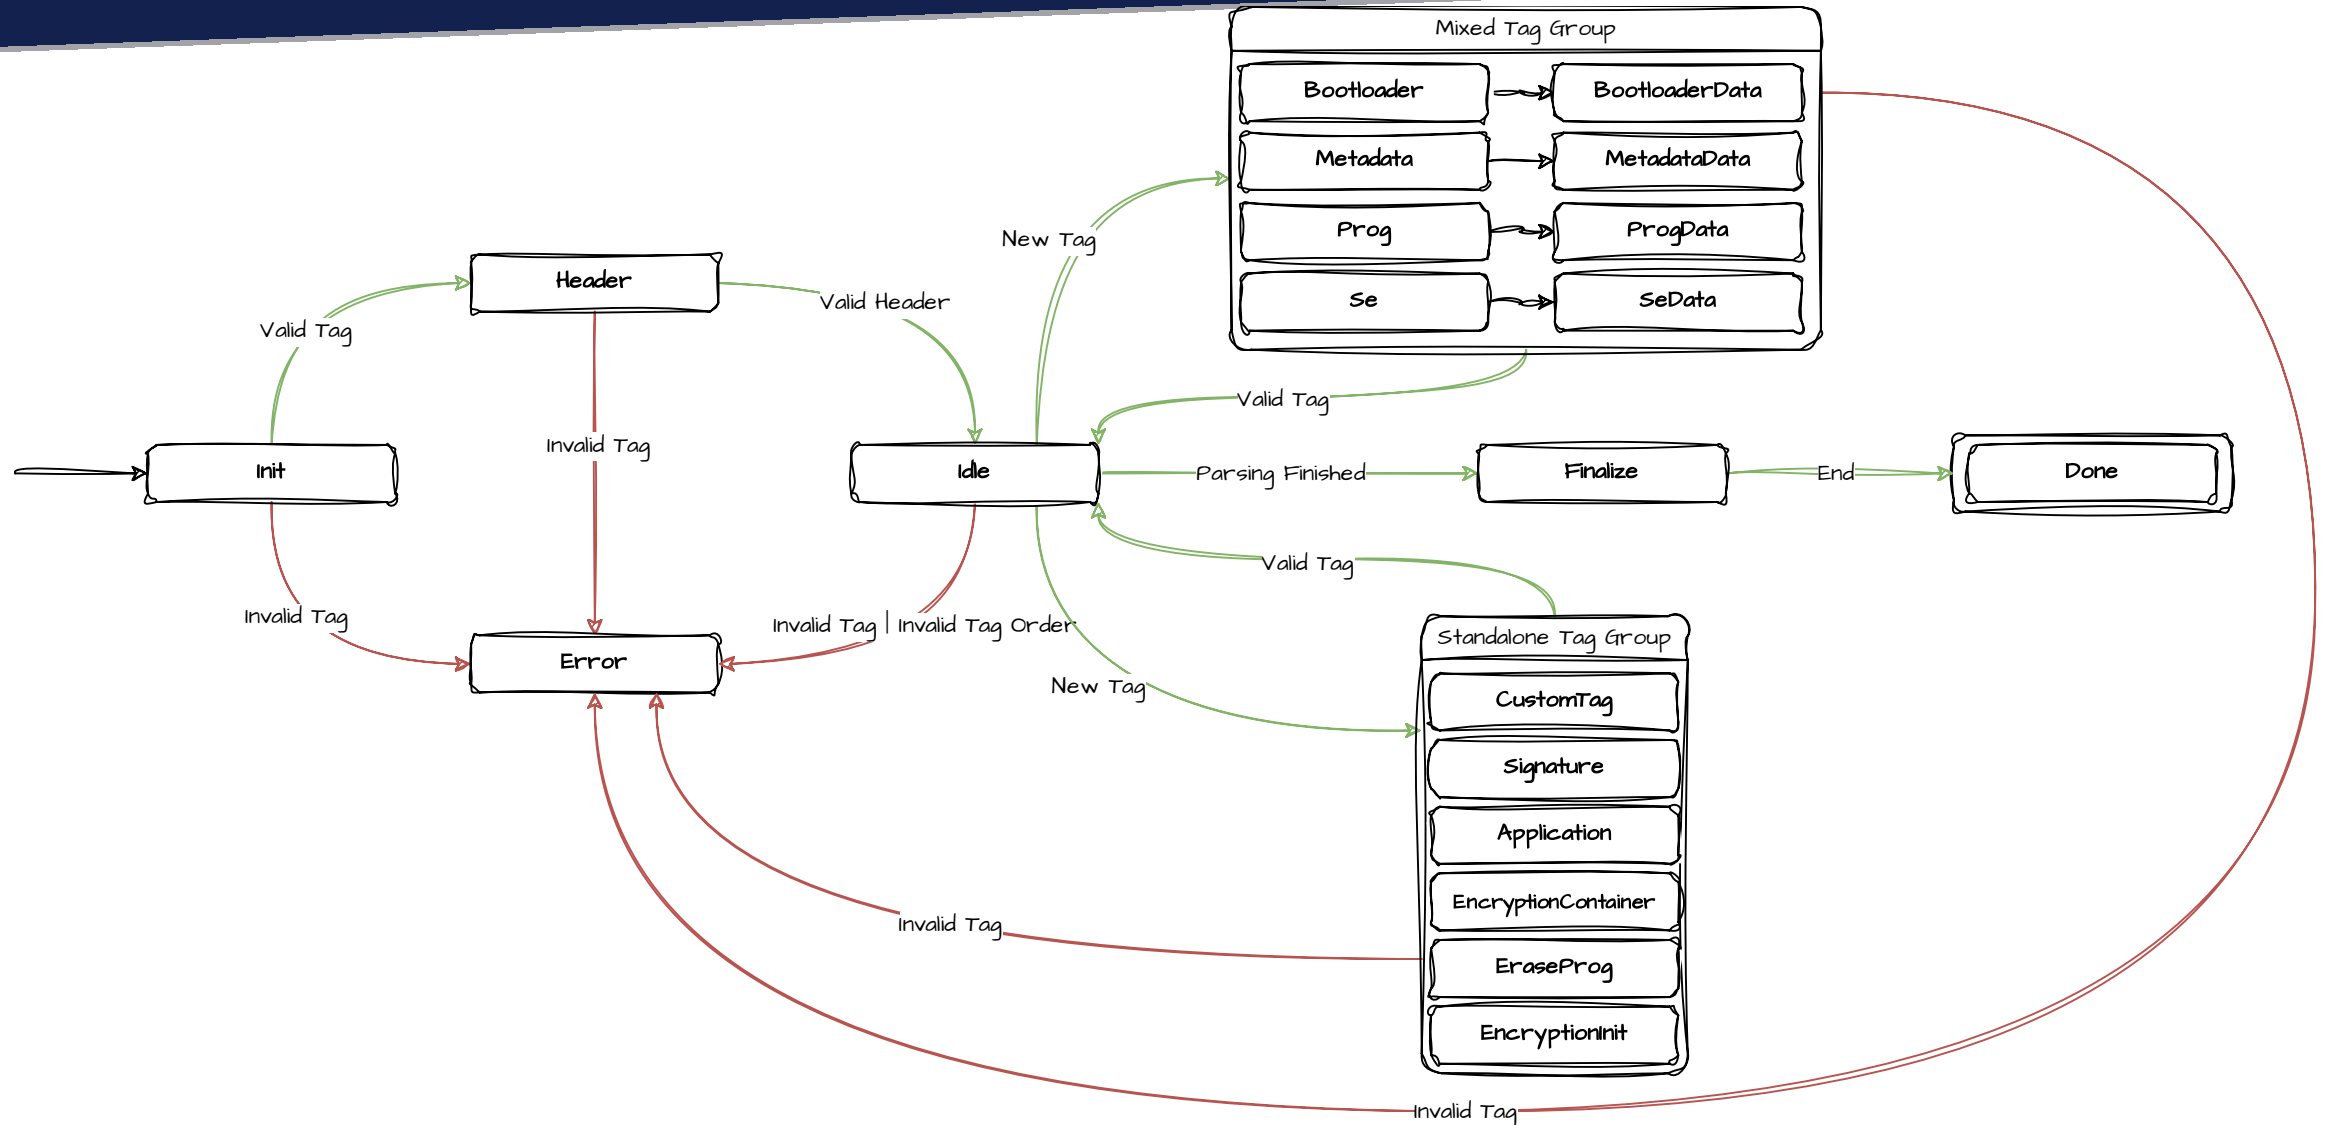 Mixed Tag Group
Bootloader
BootloaderData
Metadata
MetadataData
Prog
ProgData
Se
SeData
New Tag
Header
Valid Header
Valid Tag
Valid Tag
Invalid Tag
Init
Idle
Parsing Finished
Finalize
End
Done
Valid Tag
Invalid Tag
Invalid Tag | Invalid Tag Order
Error
New Tag
Standalone Tag Group
CustomTag
Signature
Application
EncryptionContainer
EraseProg
EncryptionInit
Invalid Tag
Invalid Tag